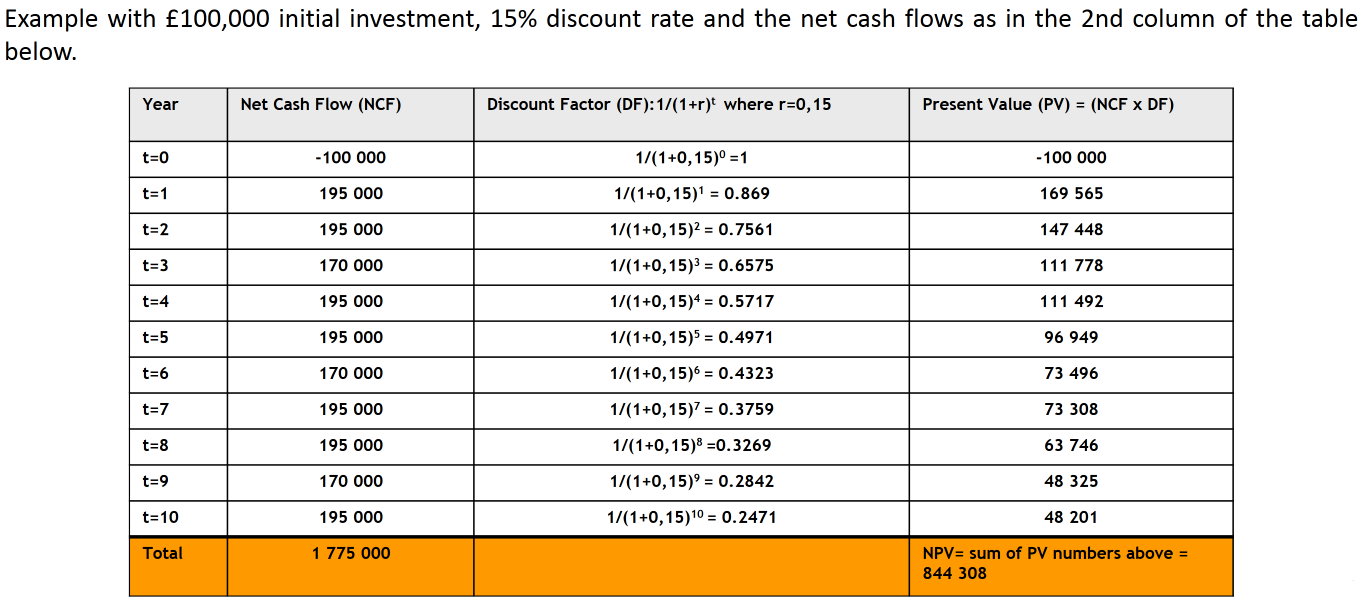 Example with £100,000 initial investment, 15% discount rate and the net cash flows as in the 2nd column of the table
below.
Year Net Cash Flow (NCF) Discount Factor (DF):1/(1+r)ᵗ where r=0,15 Present Value (PV) = (NCF x DF)
t=0 -100 000 1/(1+0,15)⁰ =1 -100 000
t=1 195 000 1/(1+0,15)¹ = 0.869 169 565
t=2 195 000 1/(1+0,15)² = 0.7561 147 448
t=3 170 000 1/(1+0,15)³ = 0.6575 111 778
t=4 195 000 1/(1+0,15)⁴ = 0.5717 111 492
t=5 195 000 1/(1+0,15)⁵ = 0.4971 96 949
t=6 170 000 1/(1+0,15)⁶ = 0.4323 73 496
t=7 195 000 1/(1+0,15)⁷ = 0.3759 73 308
t=8 195 000 1/(1+0,15)⁸ =0.3269 63 746
t=9 170 000 1/(1+0,15)⁹ = 0.2842 48 325
t=10 195 000 1/(1+0,15)¹⁰ = 0.2471 48 201
Total 1 775 000 NPV= sum of PV numbers above =
844 308